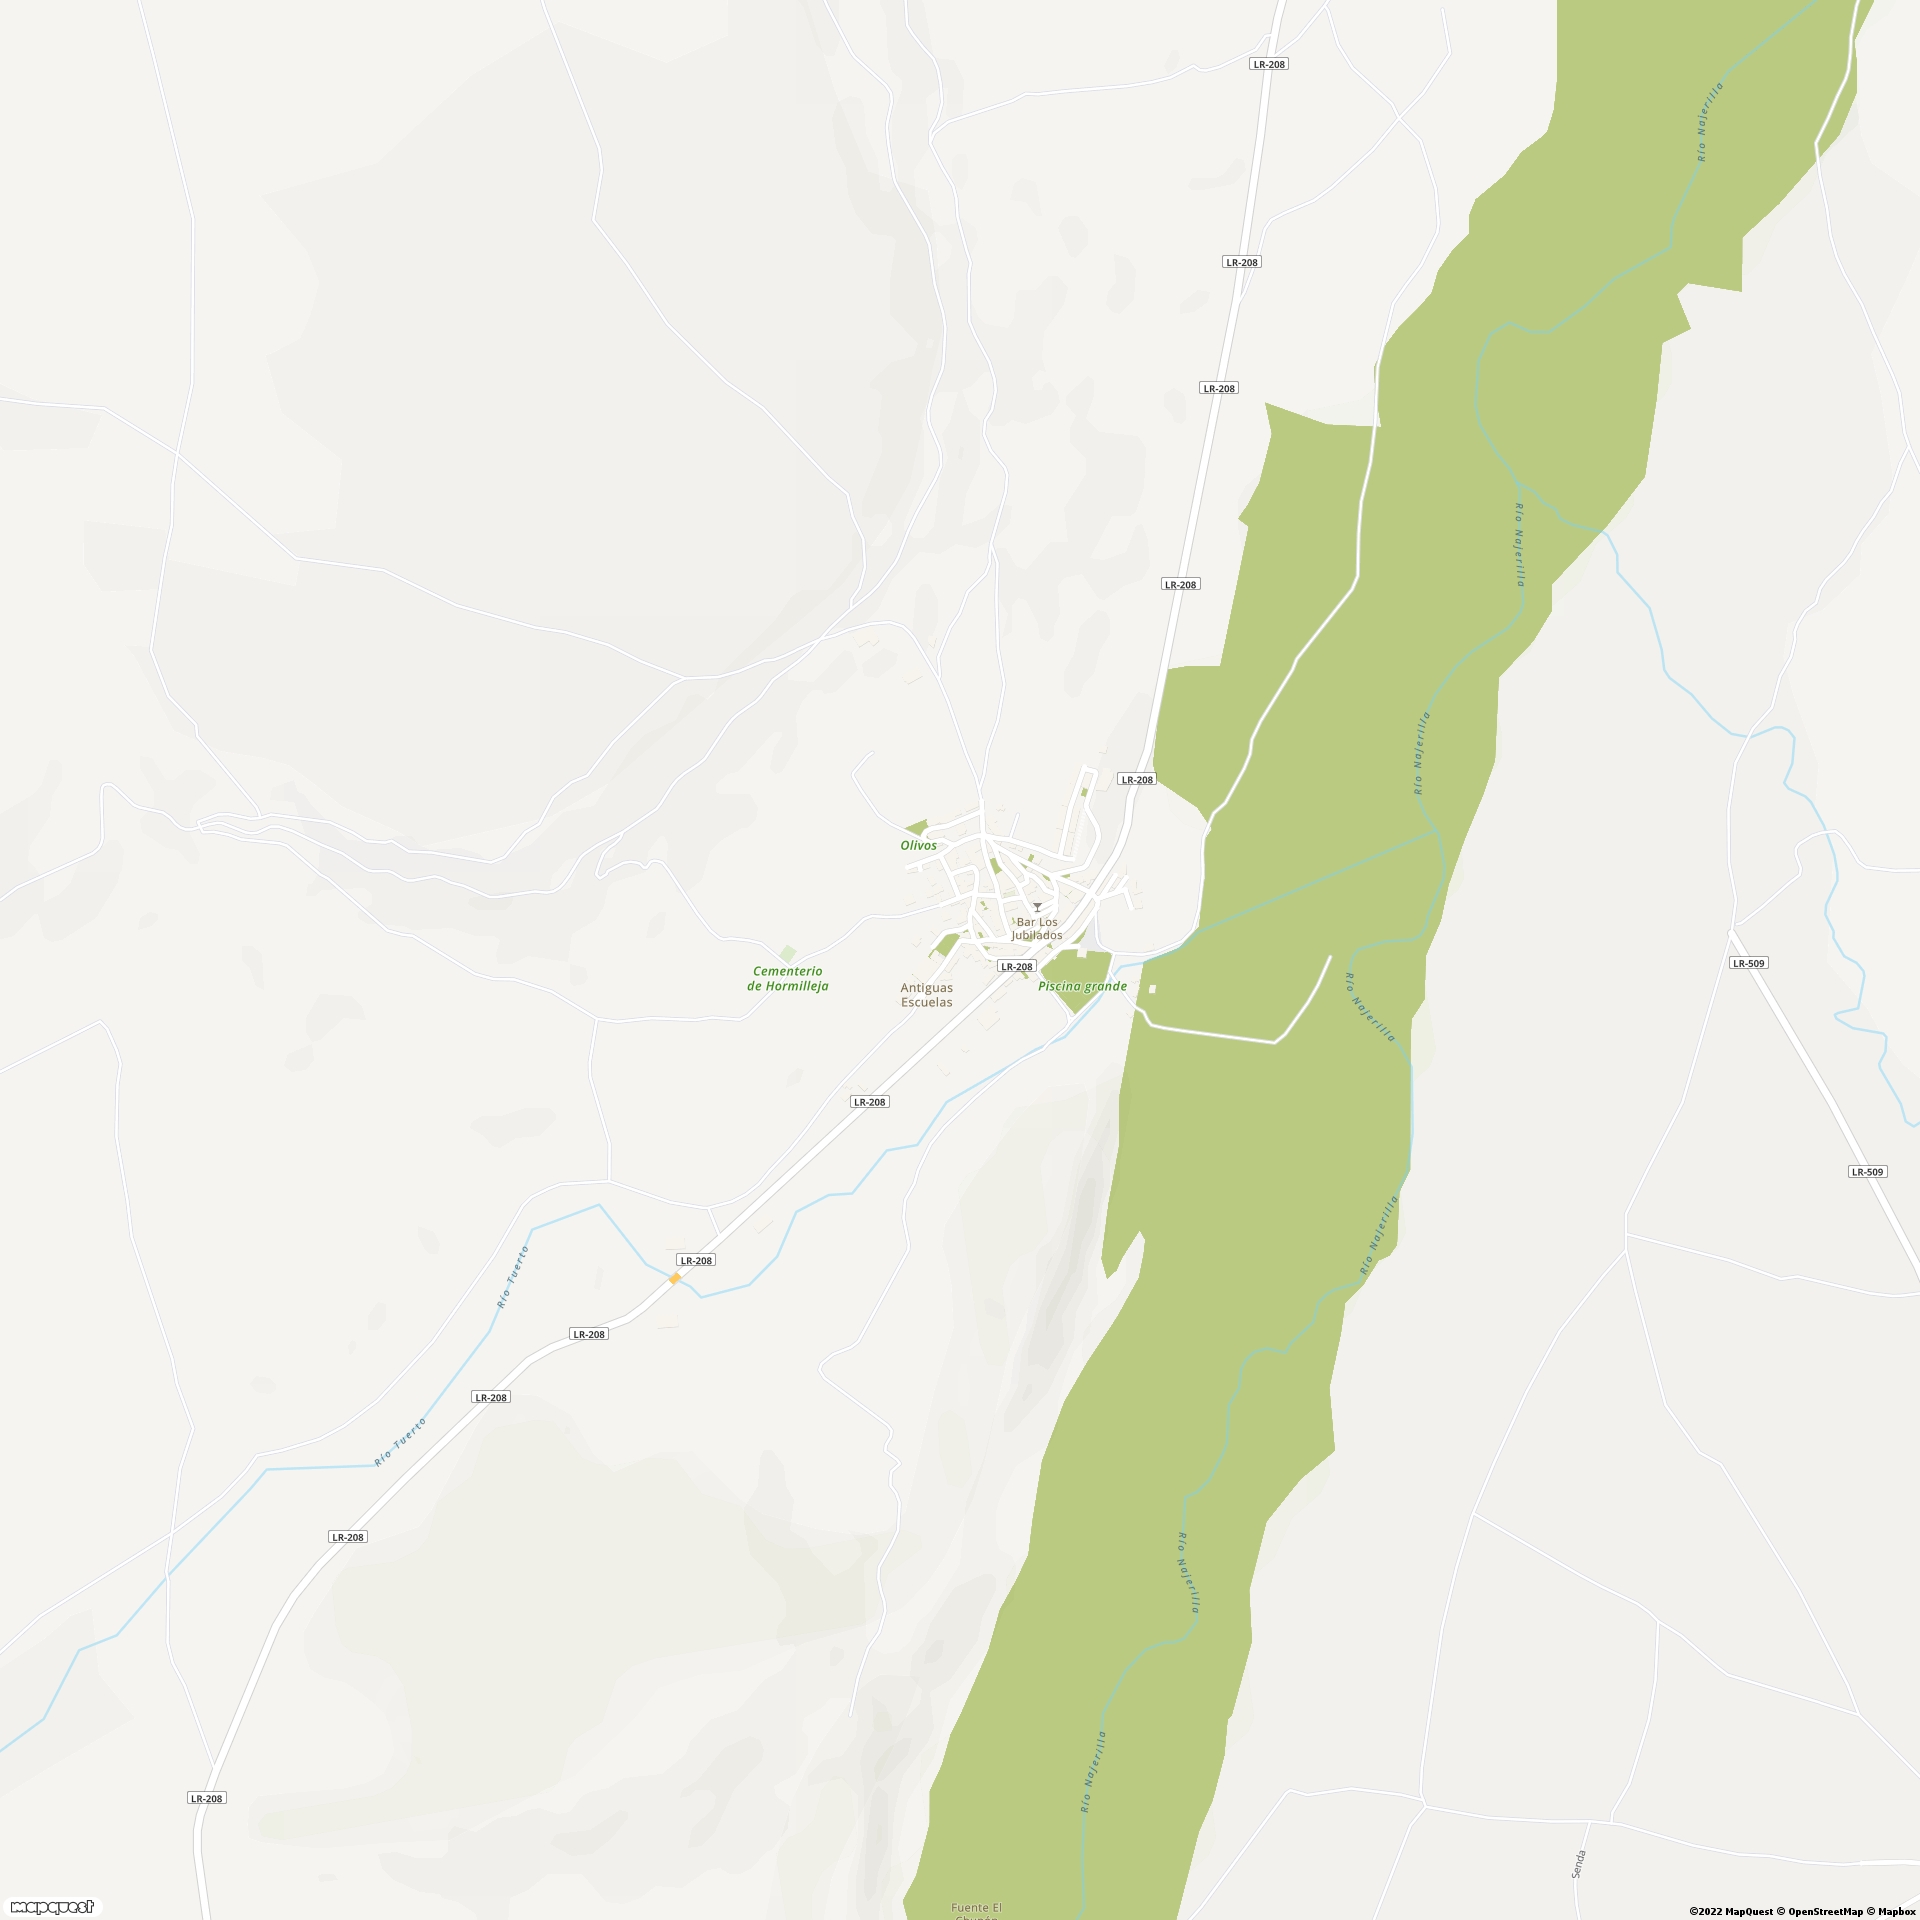 LR-208
Río Najerilla
LR-208
LR-208
Río Najerilla
LR-208
Río Najerilla
LR-208
Olivos
Bar Los
Jubilados
LR-208
LR-509
Cementerio
de Hormilleja
Antiguas
Escuelas
Piscina grande
Río Najerilla
LR-208
LR-509
Río Najerilla
LR-208
Río Tuerto
LR-208
LR-208
Río Tuerto
LR-208
Río Najerilla
Río Najerilla
LR-208
Senda
Fuente El
mapquest
©2022 MapQuest © OpenStreetMap © Mapbox